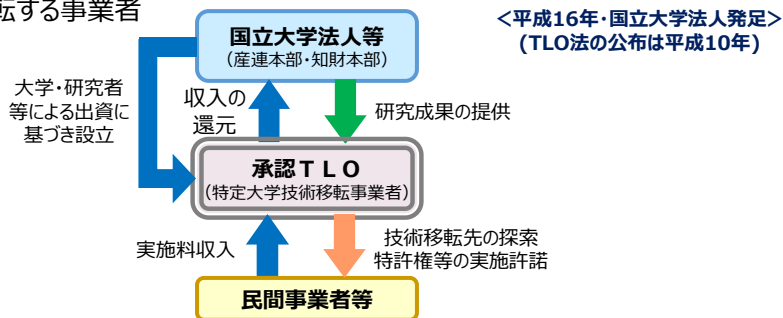 転する事業者
<平成16年・国立大学法人発足>
(TLO法の公布は平成10年)
国立大学法人等
（産連本部・知財本部）
大学・研究者
等による出資に
基づき設立
収入の
還元
研究成果の提供
承認ＴＬＯ
（特定大学技術移転事業者）
実施料収入
技術移転先の探索
特許権等の実施許諾
民間事業者等